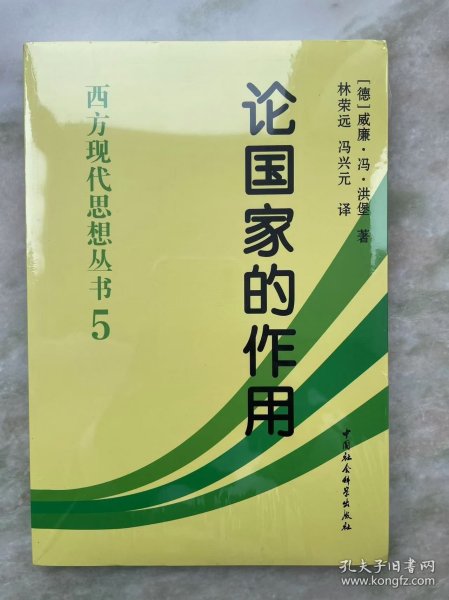 [德]威廉·冯·洪堡 著
林荣远 冯兴元 译
论国家的作用
西方现代思想丛书5
中国社会科学出版社
孔夫子旧书网
www.kongfz.com